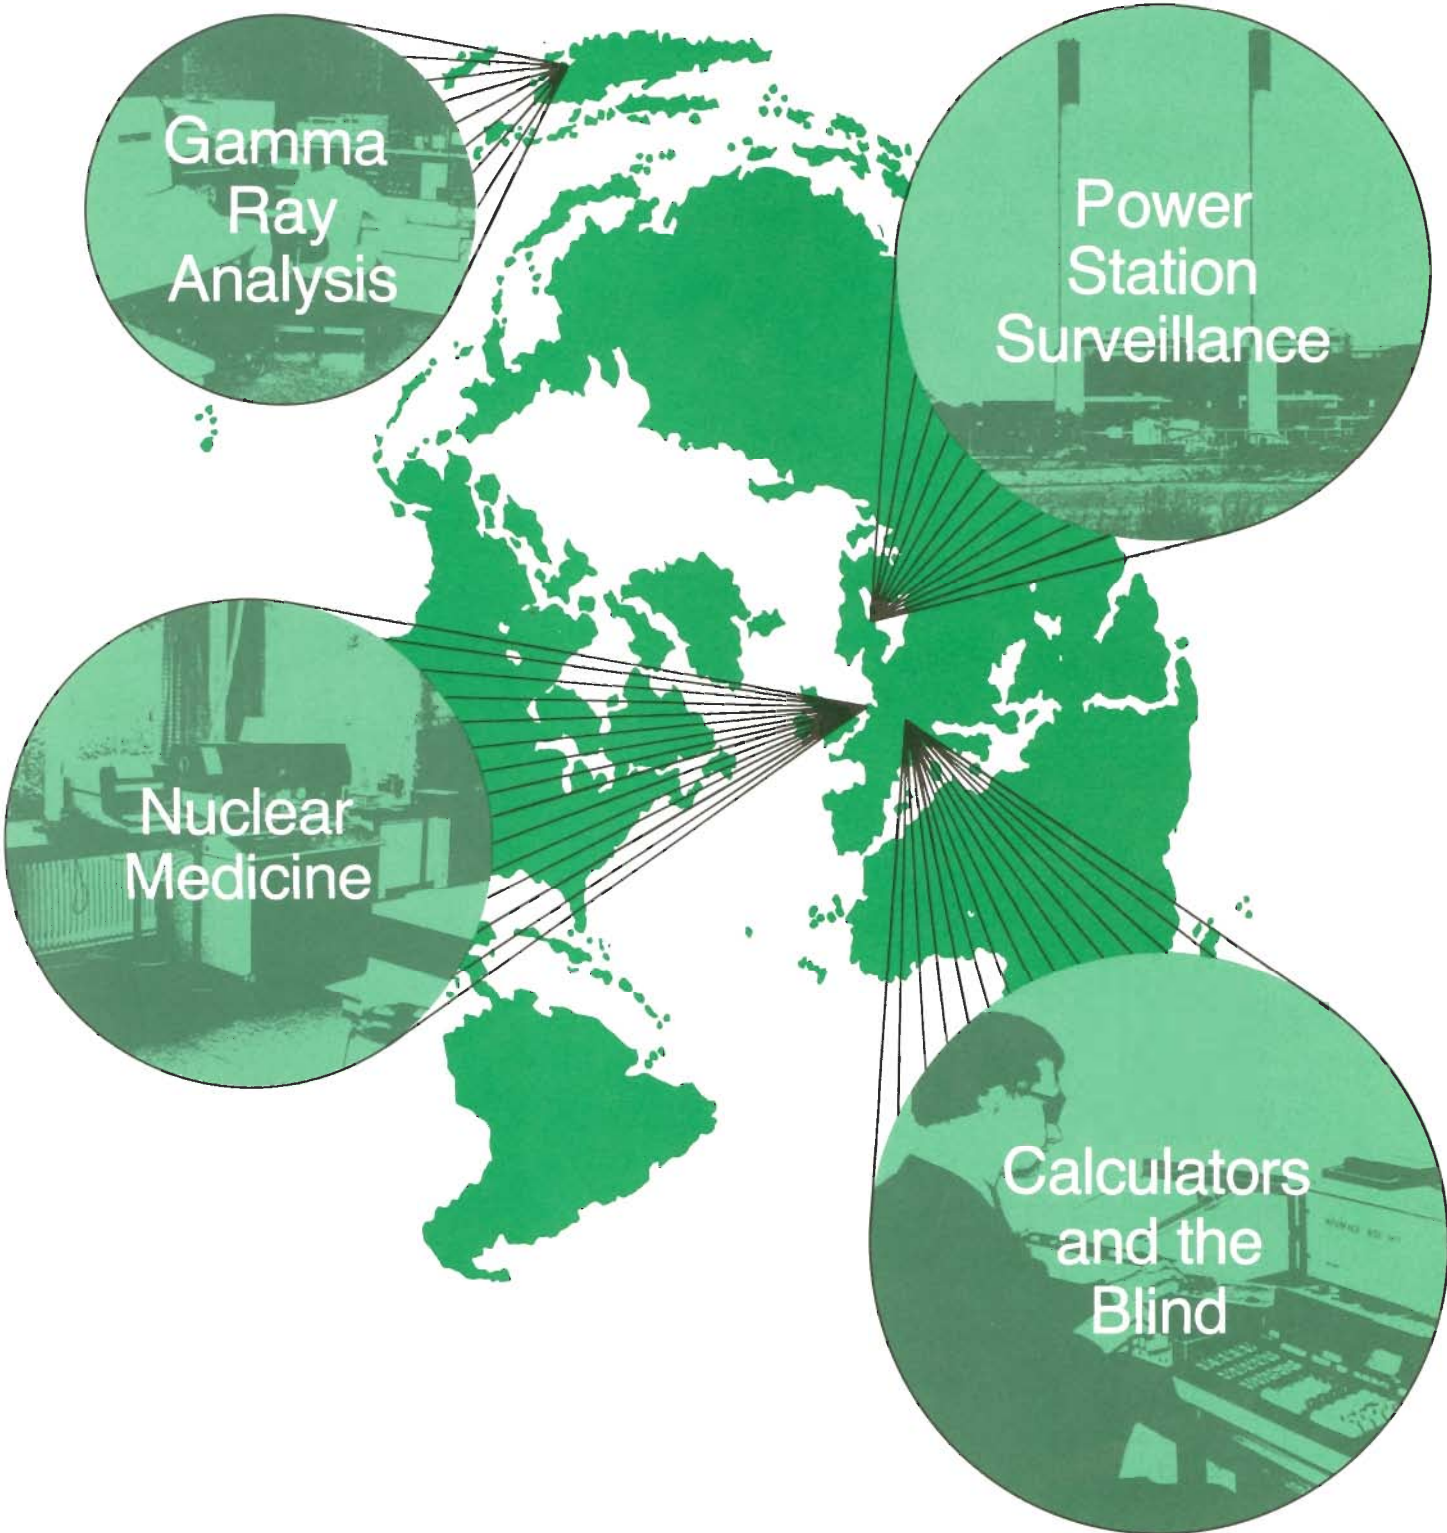 Gamma
Ray
Analysis
Power
Station
Surveillance
Nuclear
Medicine
Calculators
and the
Blind